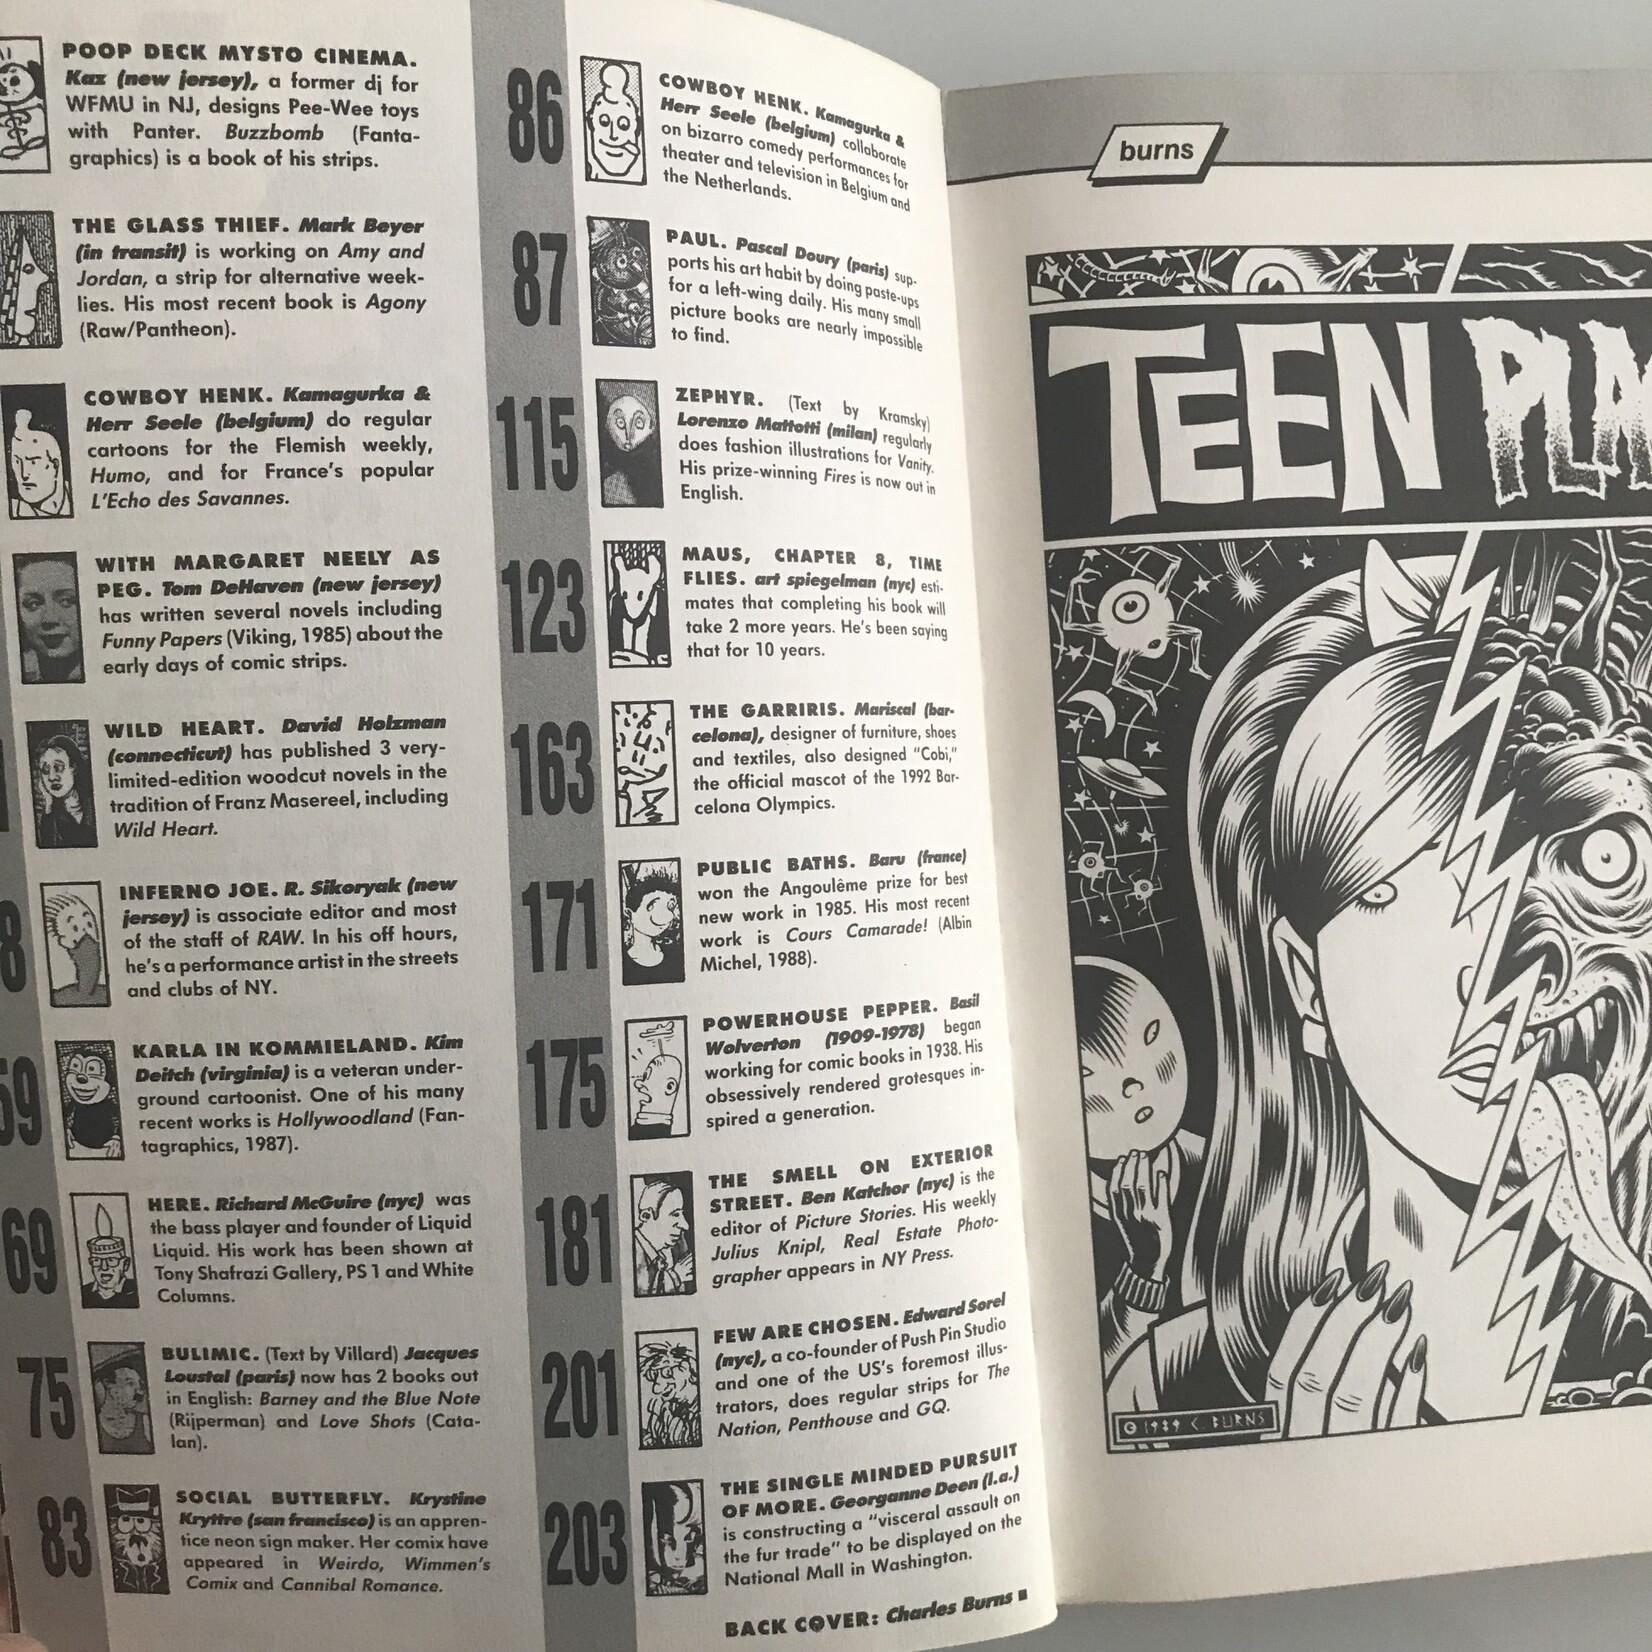 POOP DECK MYSTO CINEMA.
Kaz (new jersey), a former dj for
WFMU in NJ, designs Pee-Wee toys
with Panter. Buzzbomb (Fanta-
graphics) is a book of his strips.
THE GLASS THIEF. Mark Beyer
(in transit) is working on Amy and
Jordan, a strip for alternative week-
lies. His most recent book is Agony
(Raw/Pantheon).
COWBOY HENK. Kamagurka &
Herr Seele (belgium) do regular
cartoons for the Flemish weekly,
Humo, and for France's popular
L'Echo des Savannes.
WITH MARGARET NEELY AS
PEG. Tom DeHaven (new jersey)
has written several novels including
Funny Papers (Viking, 1985) about the
early days of comic strips.
WILD HEART. David Holzman
(connecticut) has published 3 very-
limited-edition woodcut novels in the
tradition of Franz Masereel, including
Wild Heart.
8
INFERNO JOE. R. Sikoryak (new
jersey) is associate editor and most
of the staff of RAW. In his off hours,
he's a performance artist in the streets
and clubs of NY.
59
KARLA IN KOMMIELAND. Kim
Deitch (virginia) is a veteran under-
ground cartoonist. One of his many
recent works is Hollywoodland (Fan-
tagraphics, 1987).
69
HERE. Richard McGuire (nyc) was
the bass player and founder of Liquid
Liquid. His work has been shown at
Tony Shafrazi Gallery, PS 1 and White
Columns.
75
BULIMIC. (Text by Villard) Jacques
Loustal (paris) now has 2 books out
in English: Barney and the Blue Note
(Rijperman) and Love Shots (Cata-
lan).
83
SOCIAL BUTTERFLY. Krystine
Kryttre (san francisco) is an appren-
tice neon sign maker. Her comix have
appeared in Weirdo, Wimmen's
Comix and Cannibal Romance.
86
COWBOY HENK. Kamagurka &
Herr Seele (belgium) collaborate
on bizarro comedy performances for
theater and television in Belgium and
the Netherlands.
87
PAUL. Pascal Doury (paris) sup-
ports his art habit by doing paste-ups
for a left-wing daily. His many small
picture books are nearly impossible
to find.
115
ZEPHYR. (Text by Kramsky)
Lorenzo Mattotti (milan) regularly
does fashion illustrations for Vanity.
His prize-winning Fires is now out in
English.
123
MAUS, CHAPTER 8, TIME
FLIES. art spiegelman (nyc) esti-
mates that completing his book will
take 2 more years. He's been saying
that for 10 years.
163
THE GARRIRIS. Mariscal (bar-
celona), designer of furniture, shoes
and textiles, also designed "Cobi,"
the official mascot of the 1992 Bar-
celona Olympics.
171
PUBLIC BATHS. Baru (france)
won the Angoulême prize for best
new work in 1985. His most recent
work is Cours Camarade! (Albin
Michel, 1988).
175
POWERHOUSE PEPPER. Basil
Wolverton (1909-1978) began
working for comic books in 1938. His
obsessively rendered grotesques in-
spired a generation.
181
THE SMELL ON EXTERIOR
STREET. Ben Katchor (nyc) is the
editor of Picture Stories. His weekly
Julius Knipl, Real Estate Photo-
grapher appears in NY Press.
201
FEW ARE CHOSEN. Edward Sorel
(nyc), a co-founder of Push Pin Studio
and one of the US's foremost illus-
trators, does regular strips for The
Nation, Penthouse and GQ.
203
THE SINGLE MINDED PURSUIT
OF MORE. Georganne Deen (l.a.)
is constructing a "visceral assault on
the fur trade" to be displayed on the
National Mall in Washington.
BACK COVER: Charles Burns
burns
TEEN PLA
© 1989 C. BURNS